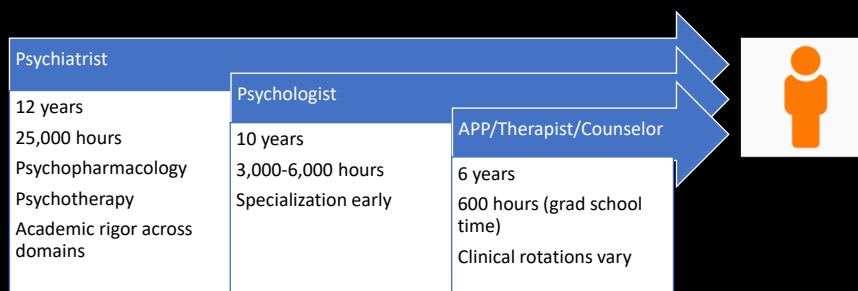 Psychiatrist
12 years
25,000 hours
Psychopharmacology
Psychotherapy
Academic rigor across
domains
Psychologist
10 years
3,000-6,000 hours
Specialization early
APP/Therapist/Counselor
6 years
600 hours (grad school
time)
Clinical rotations vary